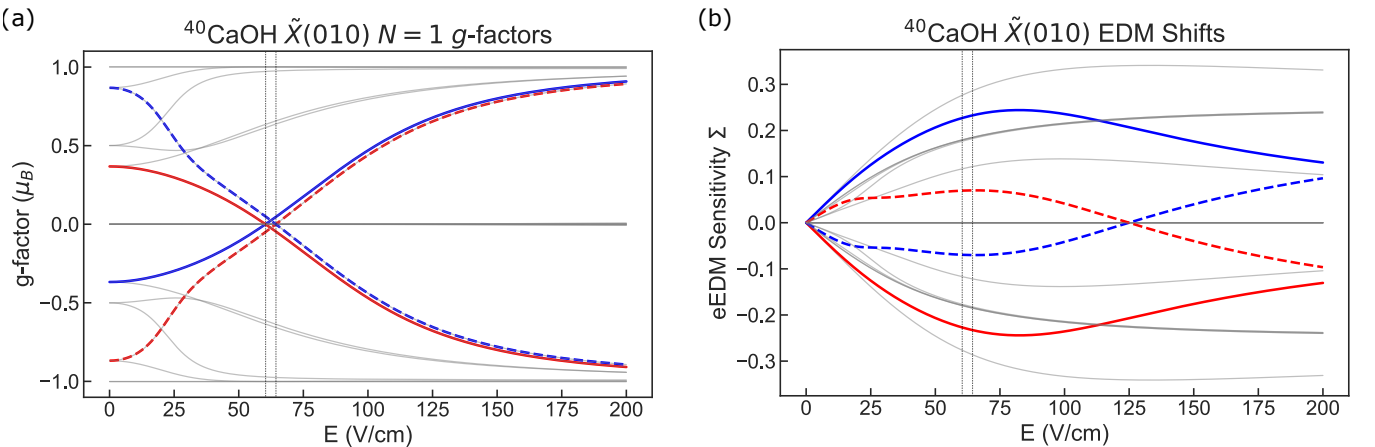 (a)
⁴⁰CaOH X̃(010) N = 1 g-factors
g-factor (μ_B)
1.0
0.5
0.0
−0.5
−1.0
0 25 50 75 100 125 150 175 200
E (V/cm)
(b)
⁴⁰CaOH X̃(010) EDM Shifts
eEDM Sensitivity Σ
0.3
0.2
0.1
0.0
−0.1
−0.2
−0.3
0 25 50 75 100 125 150 175 200
E (V/cm)